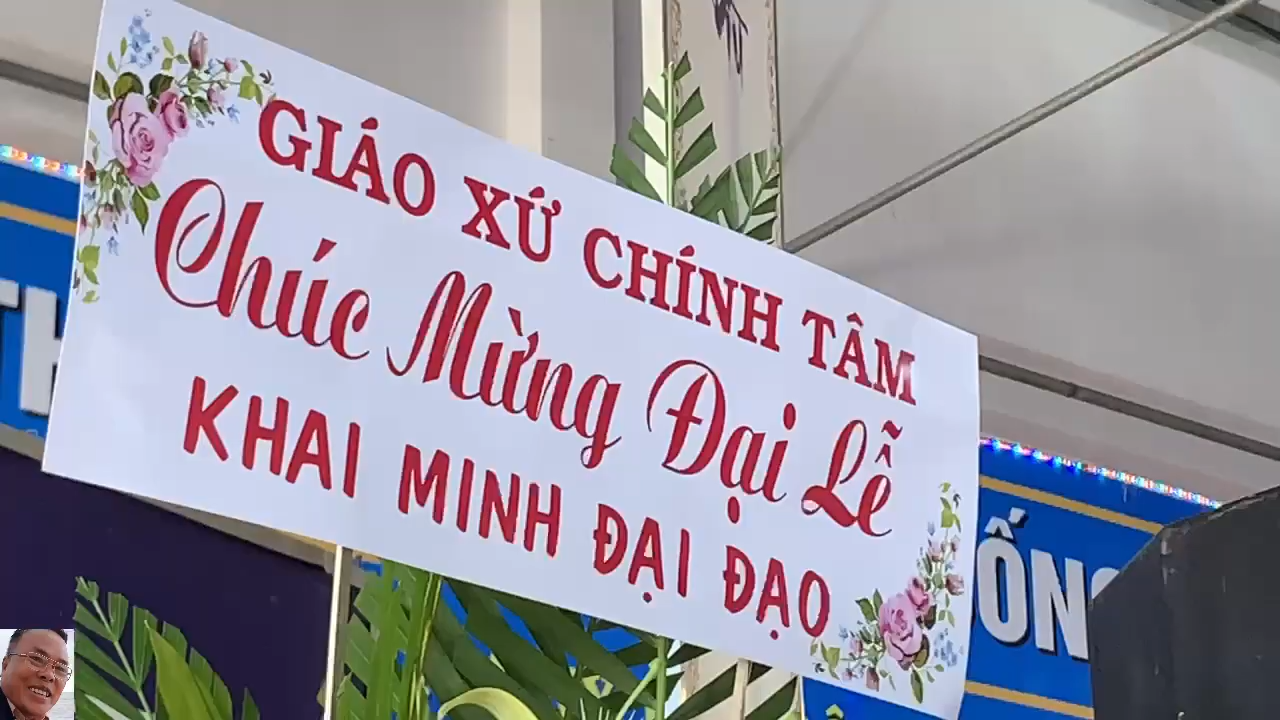 GIÁO XỨ CHÍNH TÂM
Chúc Mừng Đại Lễ
KHAI MINH ĐẠI ĐẠO